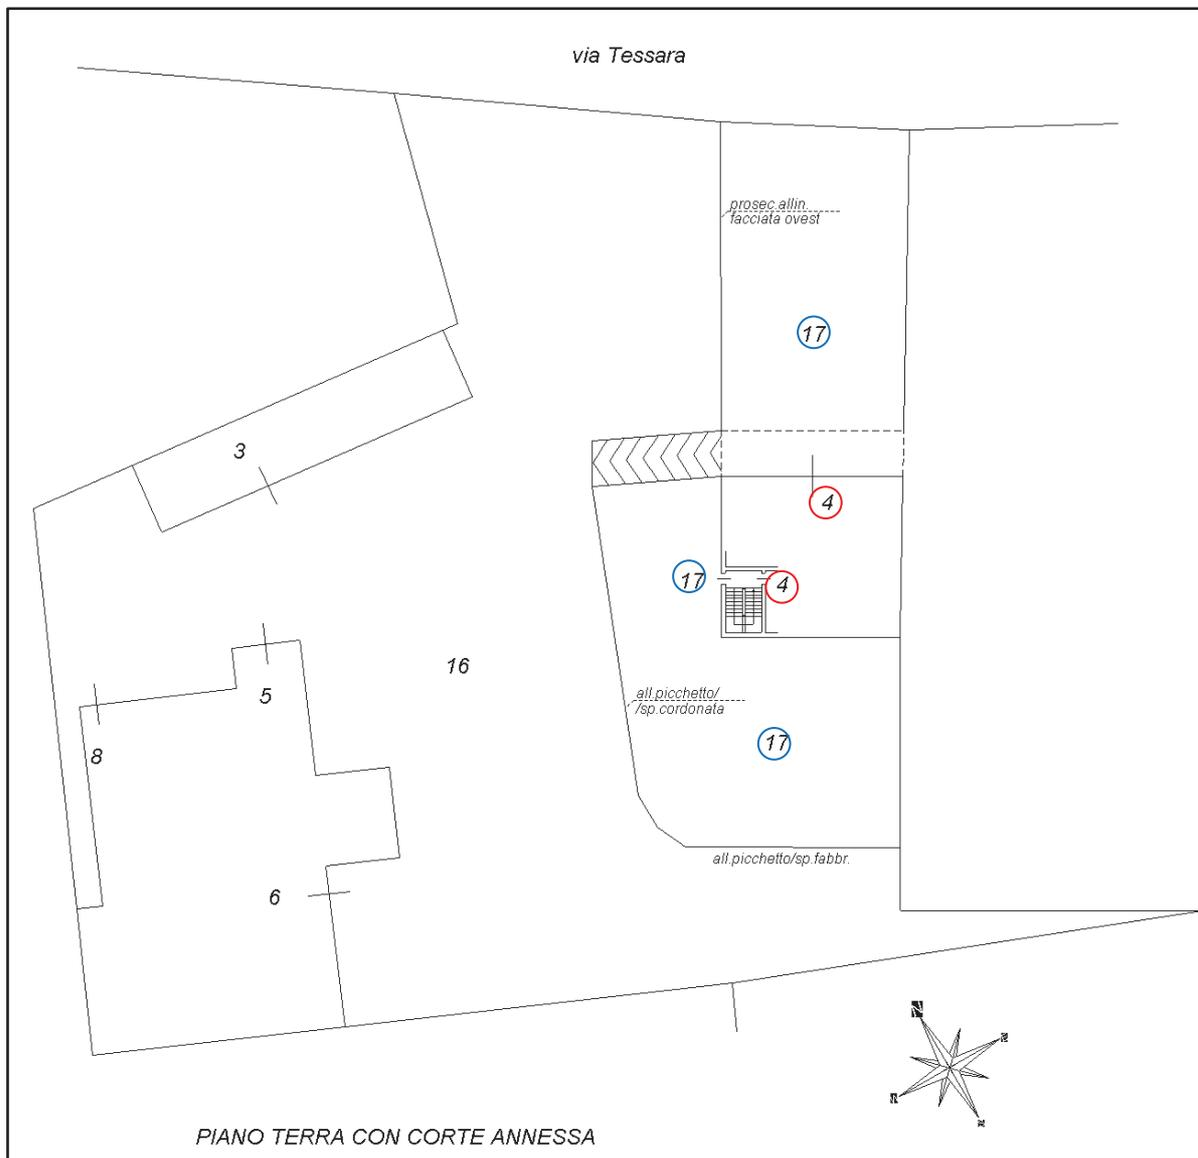 via Tessara
prosec.allin.
facciata ovest
17
3
4
17
4
5
16
all.picchetto/
/sp.cordonata
17
8
all.picchetto/sp.fabbr.
6
N
PIANO TERRA CON CORTE ANNESSA